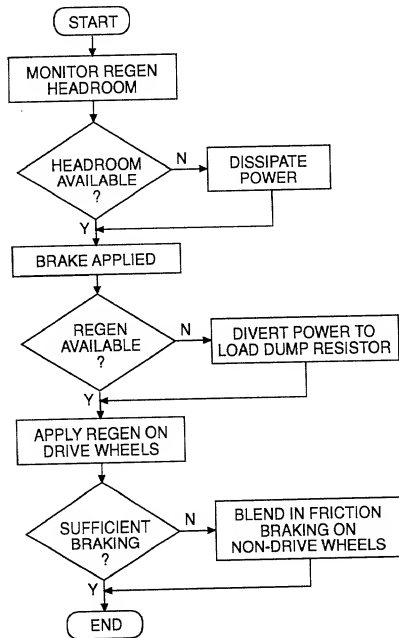 START
MONITOR REGEN
HEADROOM
HEADROOM
AVAILABLE
?
N
DISSIPATE
POWER
Y
BRAKE APPLIED
REGEN
AVAILABLE
?
N
DIVERT POWER TO
LOAD DUMP RESISTOR
Y
APPLY REGEN ON
DRIVE WHEELS
SUFFICIENT
BRAKING
?
N
BLEND IN FRICTION
BRAKING ON
NON-DRIVE WHEELS
Y
END